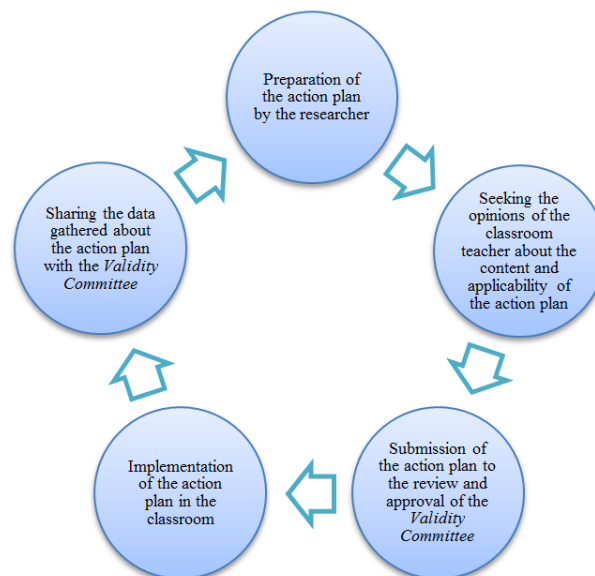 Preparation of
the action plan
by the researcher
Seeking the
opinions of the
classroom
teacher about the
content and
applicability of
the action plan
Submission of
the action plan to
the review and
approval of the
Validity
Committee
Implementation
of the action
plan in the
classroom
Sharing the data
gathered about
the action plan
with the Validity
Committee